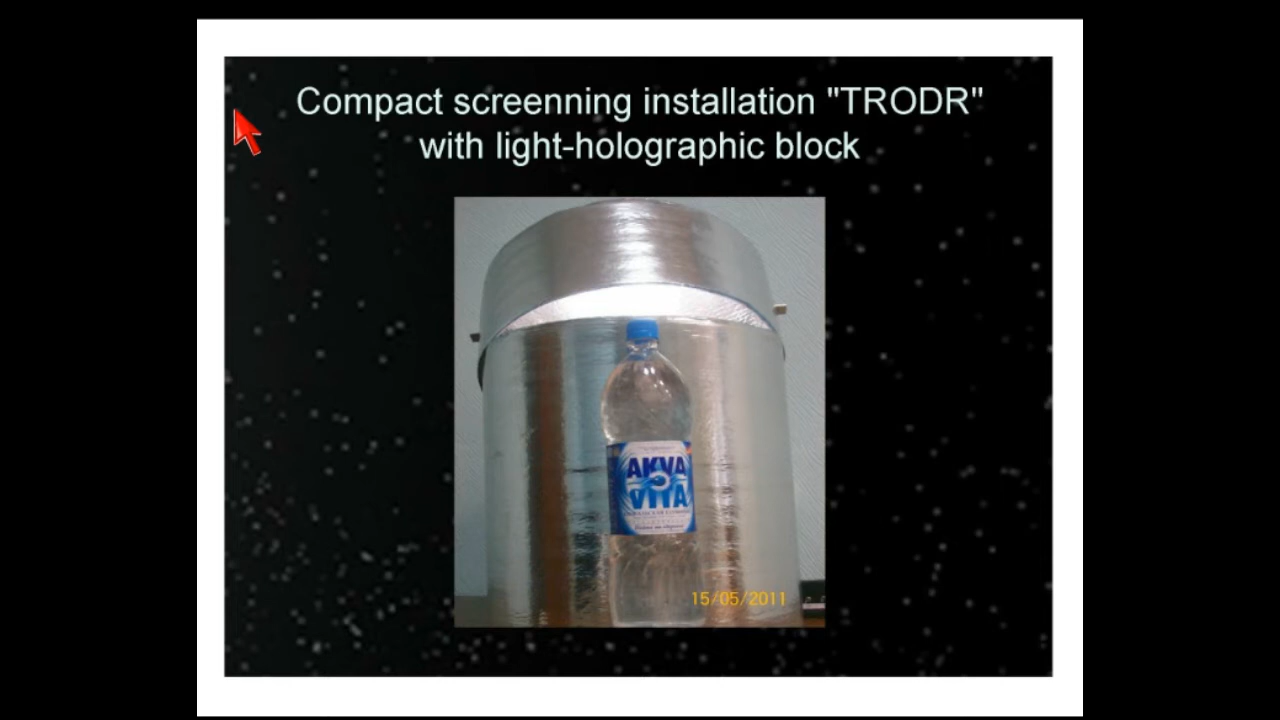 Compact screenning installation "TRODR"
with light-holographic block
AKVA
VITA
15/05/2011